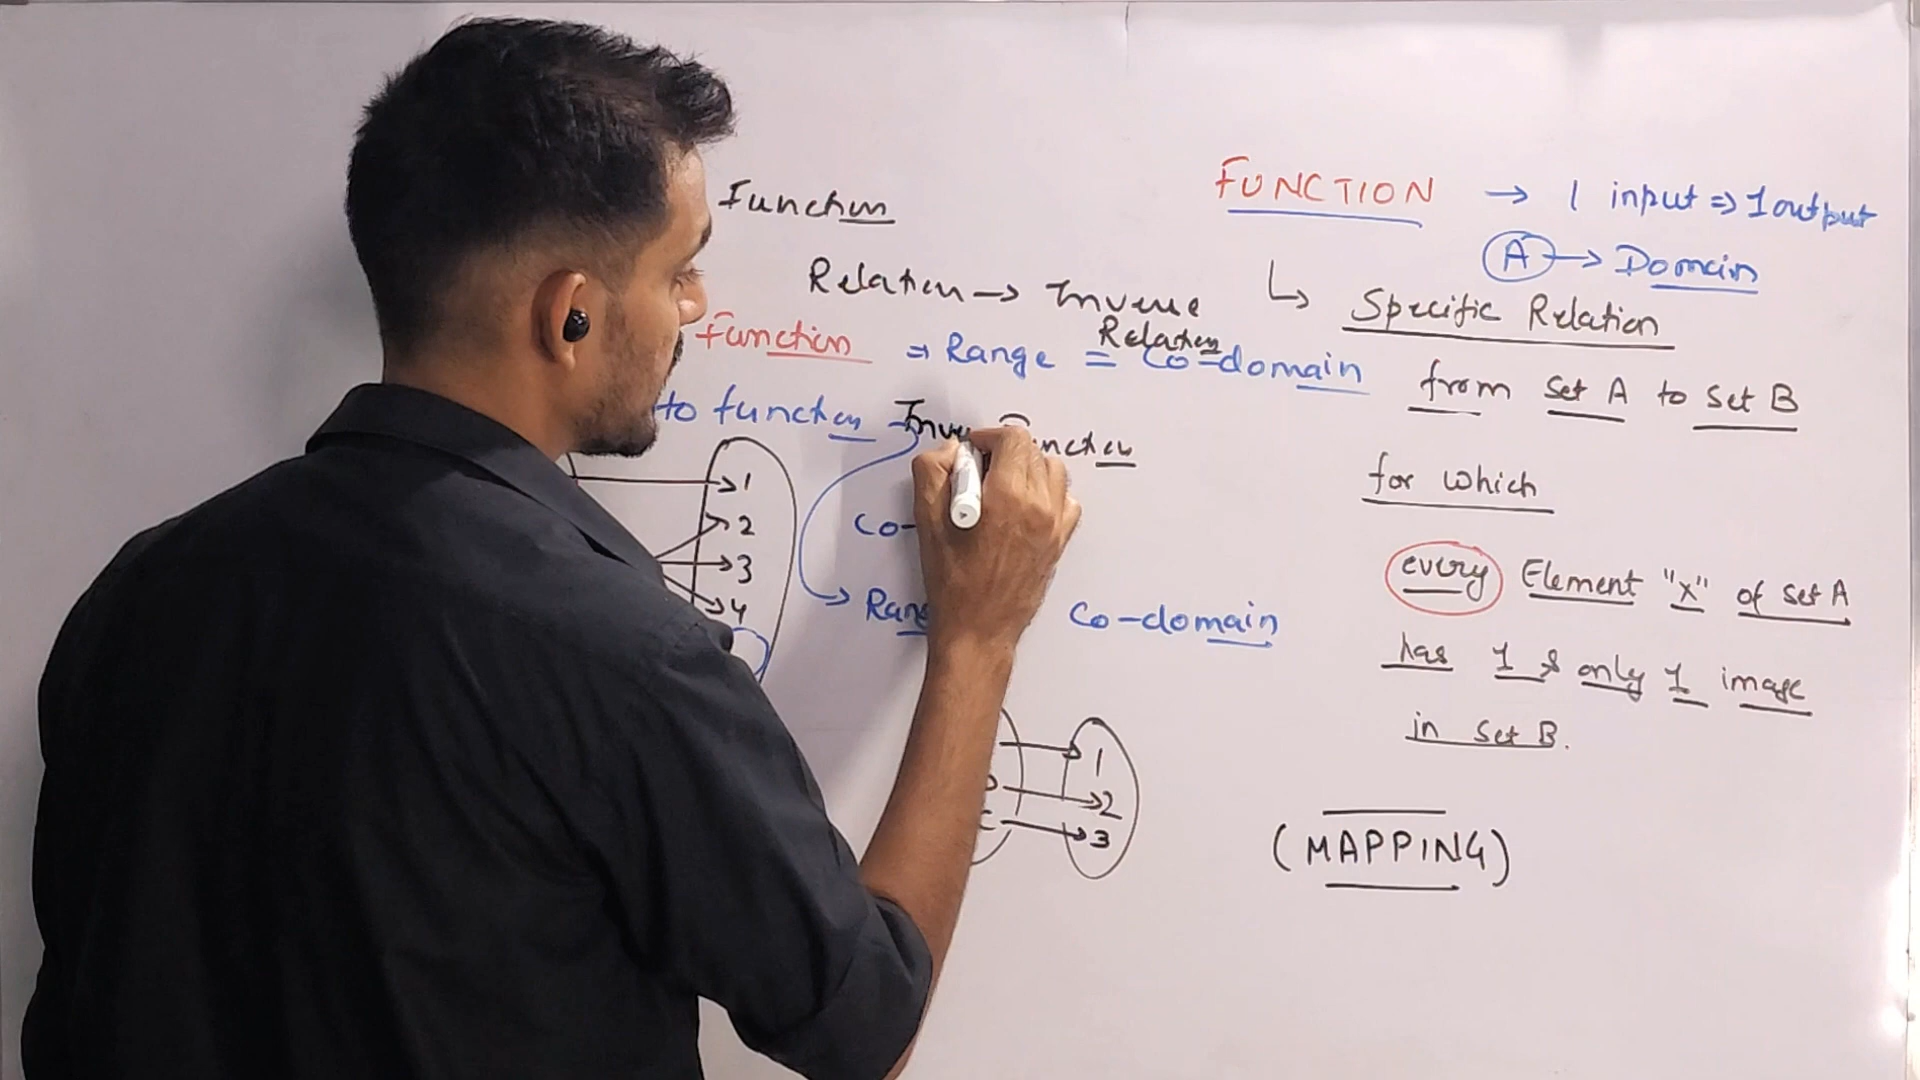 Function
Relation → Inverse
Relation
Function ⇒ Range = Co-domain
to function
Inve Function
1
2
3
4
Co-
Range Co-domain
1
2
3
FUNCTION → 1 input ⇒ 1 output
A → Domain
↳ Specific Relation
from Set A to Set B
for which
every Element "x" of Set A
has 1 & only 1 image
in Set B.
(MAPPING)